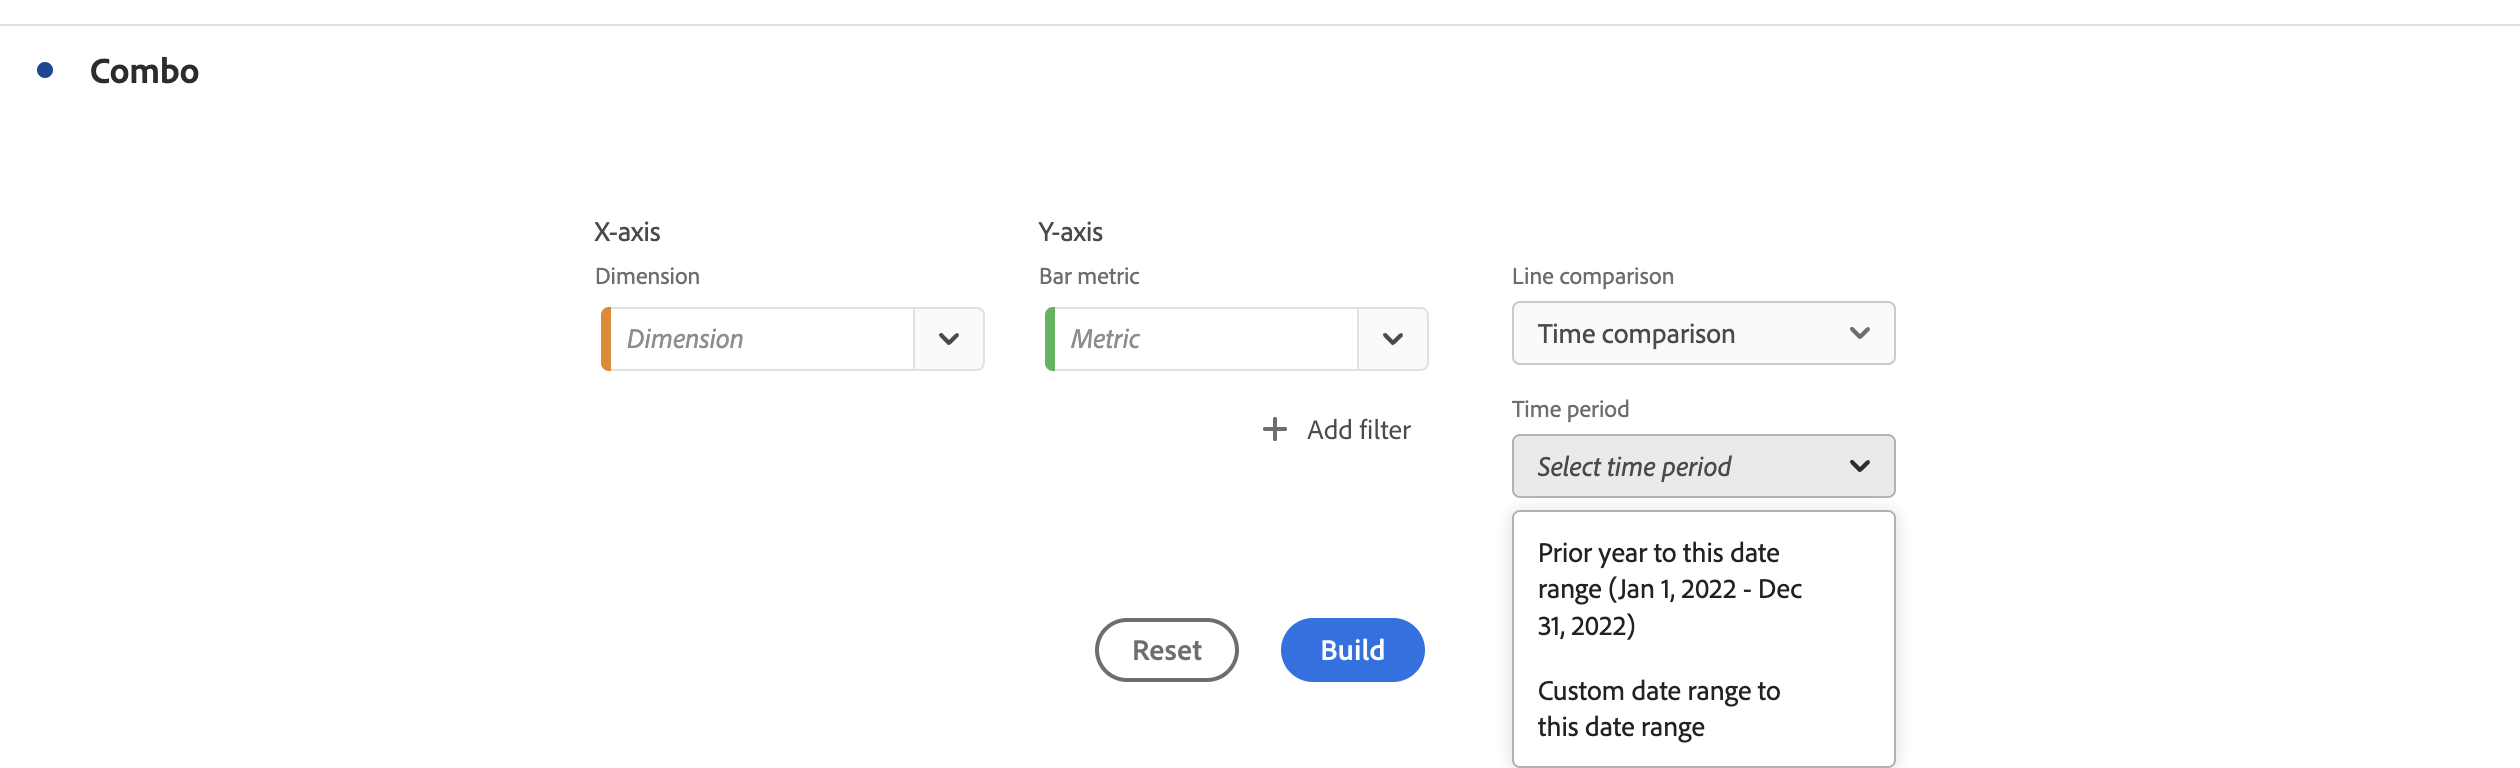 Combo
X-axis
Y-axis
Dimension
Bar metric
Line comparison
Dimension
Metric
Time comparison
Time period
Add filter
Select time period
Prior year to this date
range (Jan 1, 2022 - Dec
31, 2022)
Reset
Build
Custom date range to
this date range